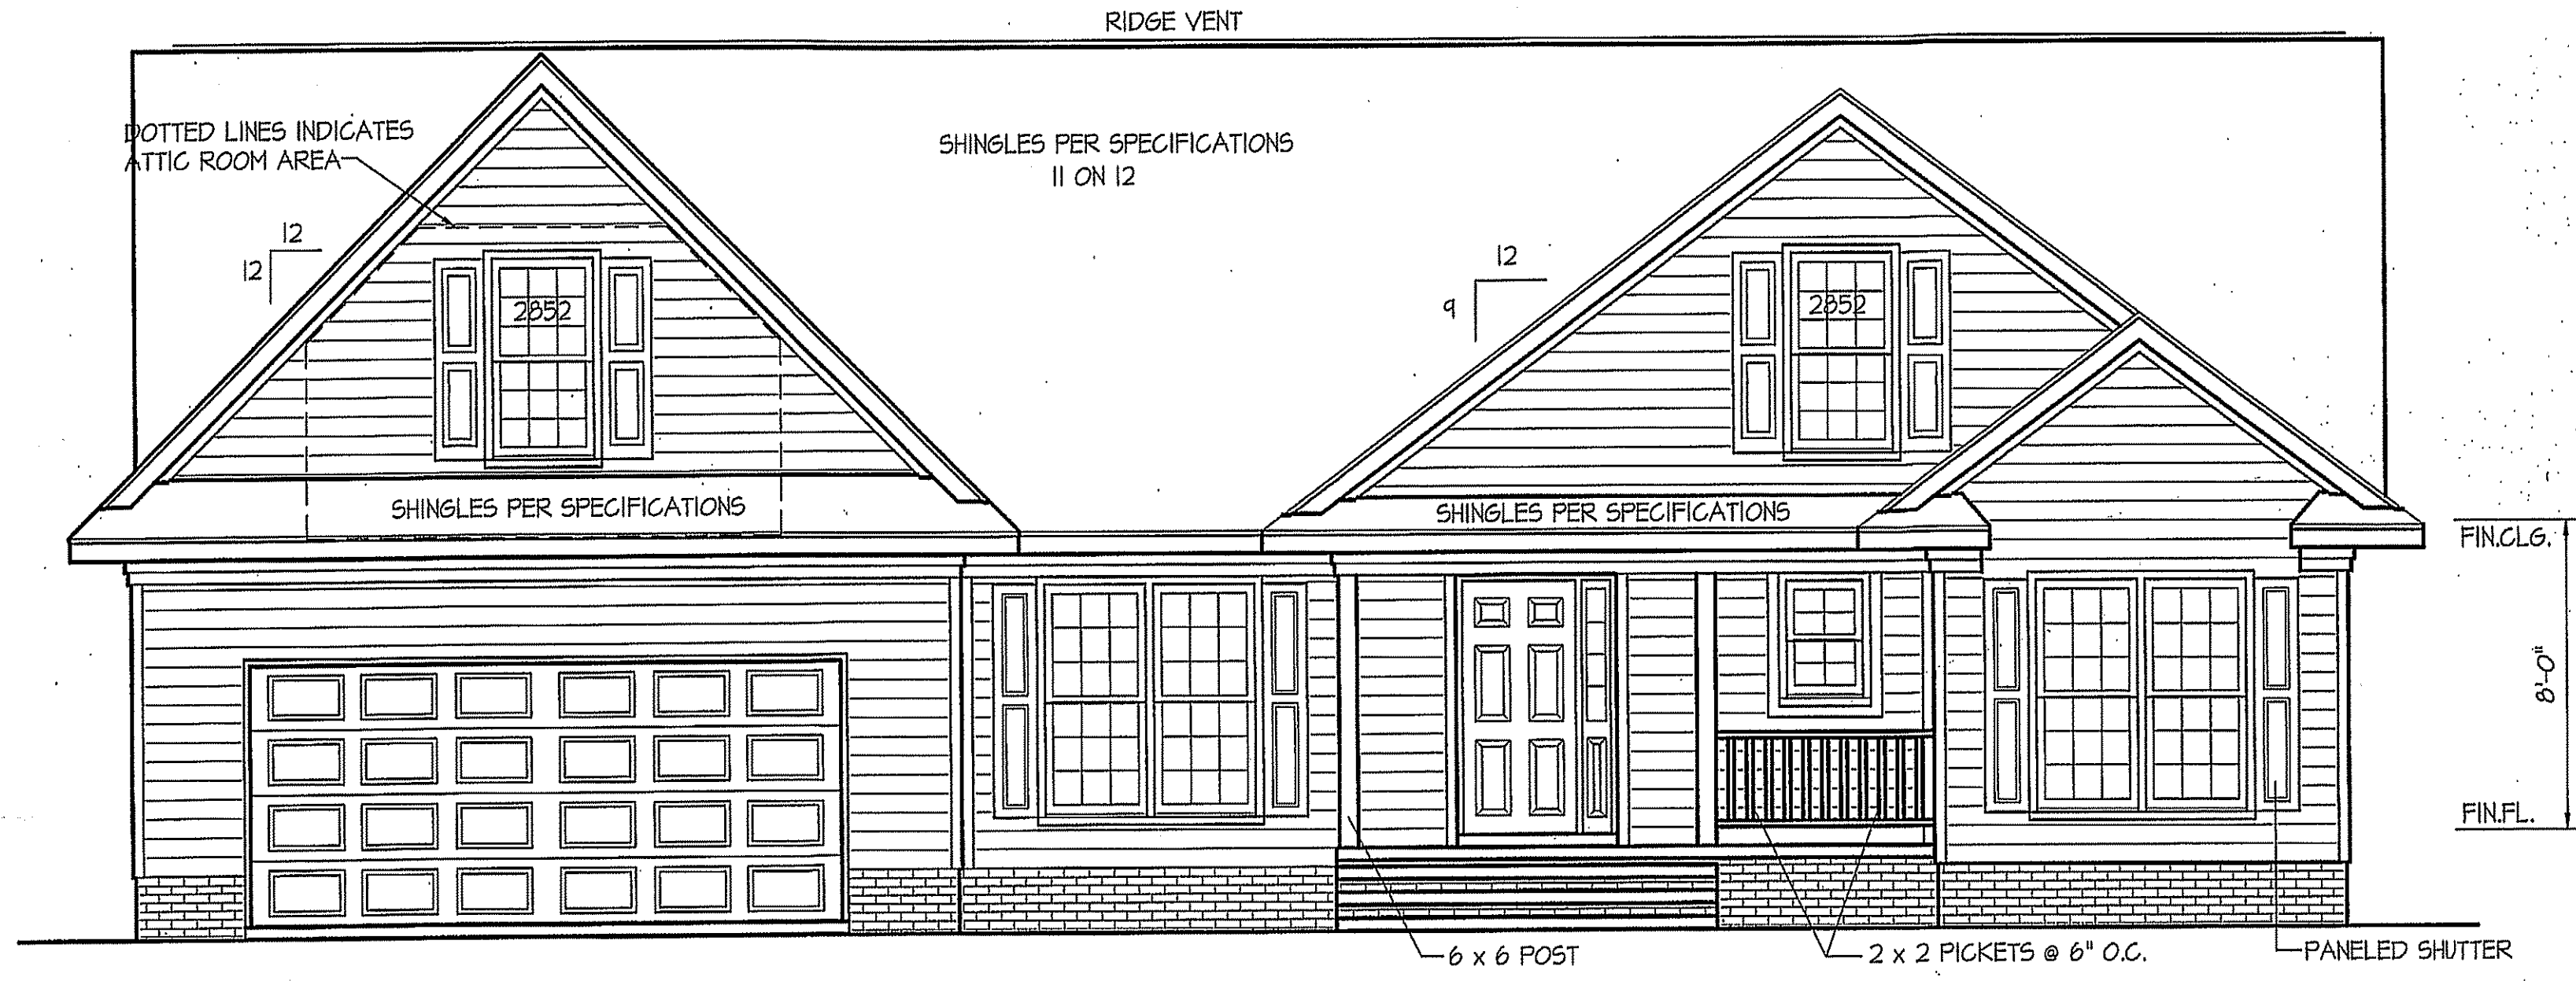 RIDGE VENT
DOTTED LINES INDICATES
ATTIC ROOM AREA
SHINGLES PER SPECIFICATIONS
11 ON 12
12
12
12
9
2852
2852
SHINGLES PER SPECIFICATIONS
SHINGLES PER SPECIFICATIONS
FIN.CLG.
8'-0"
FIN.FL.
6 x 6 POST
2 x 2 PICKETS @ 6" O.C.
PANELED SHUTTER